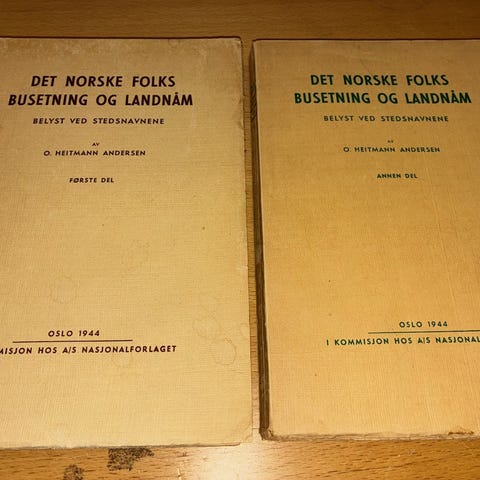 DET NORSKE FOLKS
BUSETNING OG LANDNÅM
BELYST VED STEDSNAVNENE
AV
O. HEITMANN ANDERSEN
FØRSTE DEL
OSLO 1944
MISJON HOS A/S NASJONALFORLAGET
DET NORSKE FOLKS
BUSETNING OG LANDNÅM
BELYST VED STEDSNAVNENE
AV
O. HEITMANN ANDERSEN
ANNEN DEL
OSLO 1944
I KOMMISJON HOS A/S NASJONAL